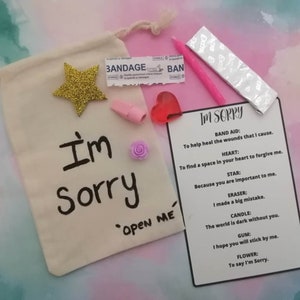 BANDAGE
BAN
I'm
Sorry
"OPEN ME"
I'M SORRY
BAND AID:
To help heal the wounds that I cause.
HEART:
To find a space in your heart to forgive me.
STAR:
Because you are important to me.
ERASER:
I made a big mistake.
CANDLE:
The world is dark without you.
GUM:
I hope you will stick by me.
FLOWER:
To say I'm Sorry.